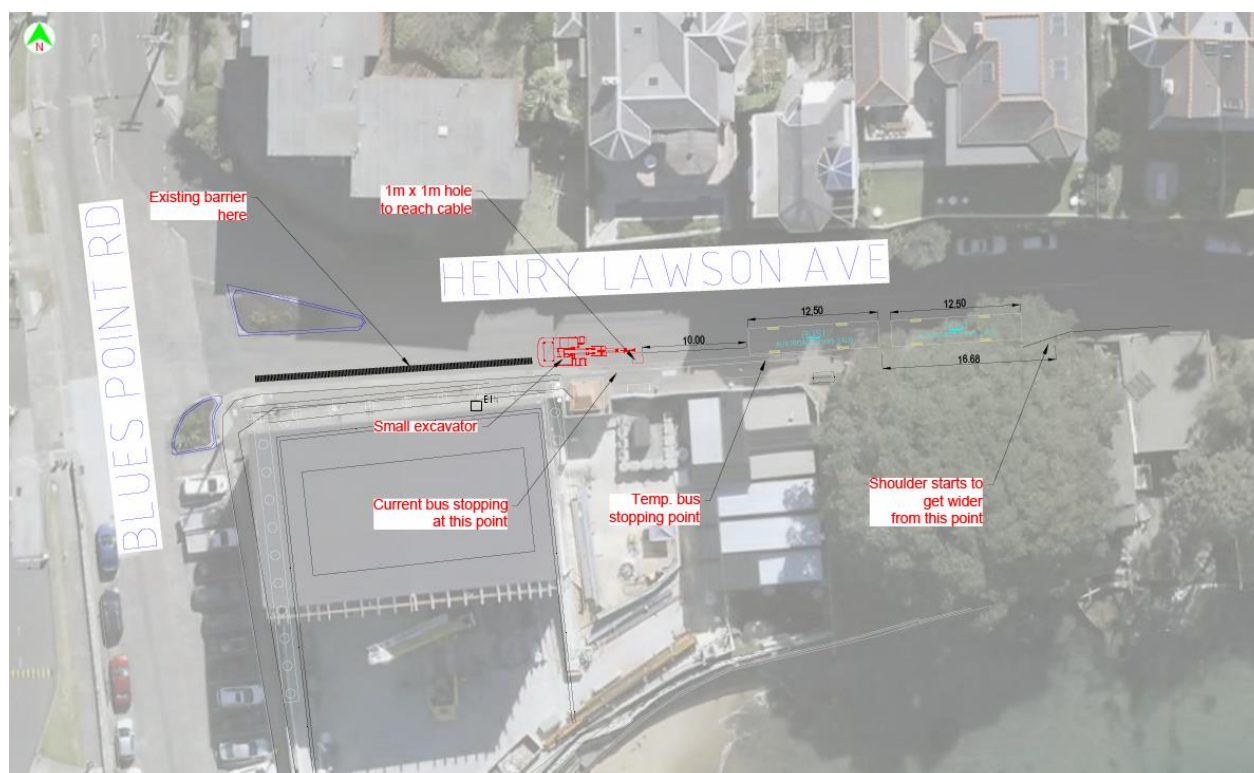 N
Existing barrier
here
1m x 1m hole
to reach cable
HENRY LAWSON AVE
BLUES POINT RD
12.50
12.50
10.00
16.68
Small excavator
Current bus stopping
at this point
Temp. bus
stopping point
Shoulder starts to
get wider
from this point